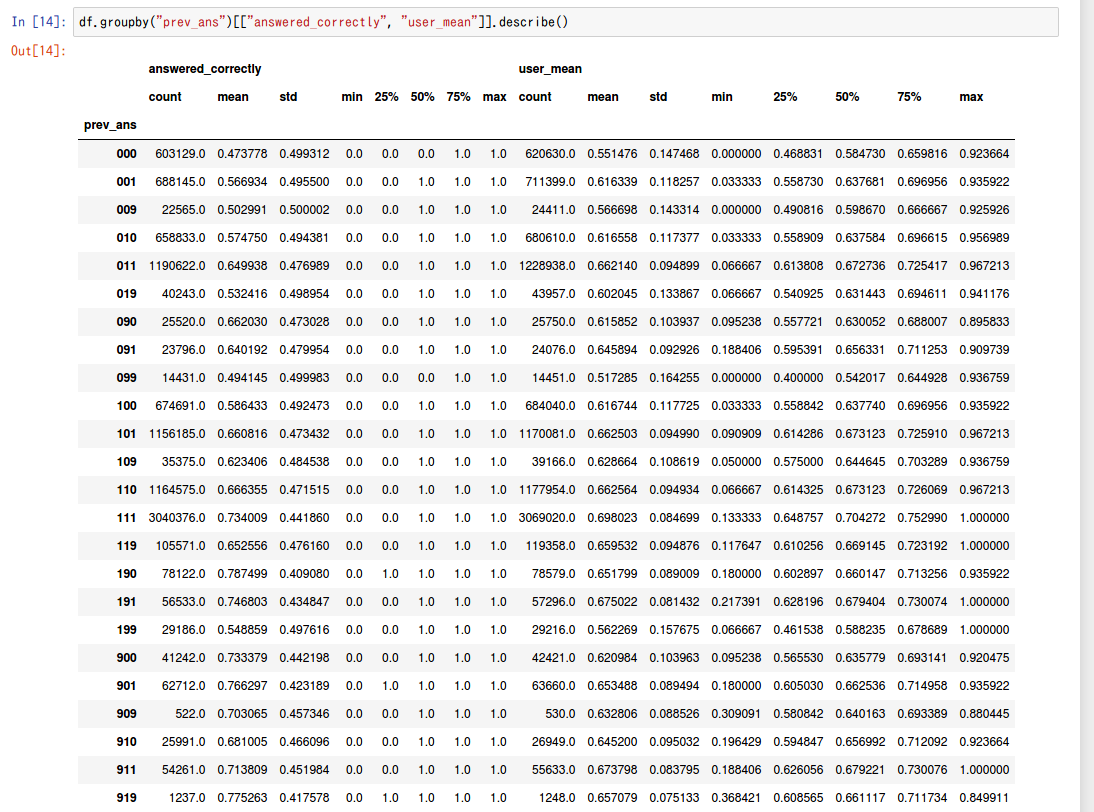 In [14]: df.groupby("prev_ans")[["answered_correctly", "user_mean"]].describe()
Out[14]:
answered_correctly user_mean
count mean std min 25% 50% 75% max count mean std min 25% 50% 75% max
prev_ans
000 603129.0 0.473778 0.499312 0.0 0.0 0.0 1.0 1.0 620630.0 0.551476 0.147468 0.000000 0.468831 0.584730 0.659816 0.923664
001 688145.0 0.566934 0.495500 0.0 0.0 1.0 1.0 1.0 711399.0 0.616339 0.118257 0.033333 0.558730 0.637681 0.696956 0.935922
009 22565.0 0.502991 0.500002 0.0 0.0 1.0 1.0 1.0 24411.0 0.566698 0.143314 0.000000 0.490816 0.598670 0.666667 0.925926
010 658833.0 0.574750 0.494381 0.0 0.0 1.0 1.0 1.0 680610.0 0.616558 0.117377 0.033333 0.558909 0.637584 0.696615 0.956989
011 1190622.0 0.649938 0.476989 0.0 0.0 1.0 1.0 1.0 1228938.0 0.662140 0.094899 0.066667 0.613808 0.672736 0.725417 0.967213
019 40243.0 0.532416 0.498954 0.0 0.0 1.0 1.0 1.0 43957.0 0.602045 0.133867 0.066667 0.540925 0.631443 0.694611 0.941176
090 25520.0 0.662030 0.473028 0.0 0.0 1.0 1.0 1.0 25750.0 0.615852 0.103937 0.095238 0.557721 0.630052 0.688007 0.895833
091 23796.0 0.640192 0.479954 0.0 0.0 1.0 1.0 1.0 24076.0 0.645894 0.092926 0.188406 0.595391 0.656331 0.711253 0.909739
099 14431.0 0.494145 0.499983 0.0 0.0 0.0 1.0 1.0 14451.0 0.517285 0.164255 0.000000 0.400000 0.542017 0.644928 0.936759
100 674691.0 0.586433 0.492473 0.0 0.0 1.0 1.0 1.0 684040.0 0.616744 0.117725 0.033333 0.558842 0.637740 0.696956 0.935922
101 1156185.0 0.660816 0.473432 0.0 0.0 1.0 1.0 1.0 1170081.0 0.662503 0.094990 0.090909 0.614286 0.673123 0.725910 0.967213
109 35375.0 0.623406 0.484538 0.0 0.0 1.0 1.0 1.0 39166.0 0.628664 0.108619 0.050000 0.575000 0.644645 0.703289 0.936759
110 1164575.0 0.666355 0.471515 0.0 0.0 1.0 1.0 1.0 1177954.0 0.662564 0.094934 0.066667 0.614325 0.673123 0.726069 0.967213
111 3040376.0 0.734009 0.441860 0.0 0.0 1.0 1.0 1.0 3069020.0 0.698023 0.084699 0.133333 0.648757 0.704272 0.752990 1.000000
119 105571.0 0.652556 0.476160 0.0 0.0 1.0 1.0 1.0 119358.0 0.659532 0.094876 0.117647 0.610256 0.669145 0.723192 1.000000
190 78122.0 0.787499 0.409080 0.0 1.0 1.0 1.0 1.0 78579.0 0.651799 0.089009 0.180000 0.602897 0.660147 0.713256 0.935922
191 56533.0 0.746803 0.434847 0.0 0.0 1.0 1.0 1.0 57296.0 0.675022 0.081432 0.217391 0.628196 0.679404 0.730074 1.000000
199 29186.0 0.548859 0.497616 0.0 0.0 1.0 1.0 1.0 29216.0 0.562269 0.157675 0.066667 0.461538 0.588235 0.678689 1.000000
900 41242.0 0.733379 0.442198 0.0 0.0 1.0 1.0 1.0 42421.0 0.620984 0.103963 0.095238 0.565530 0.635779 0.693141 0.920475
901 62712.0 0.766297 0.423189 0.0 1.0 1.0 1.0 1.0 63660.0 0.653488 0.089494 0.180000 0.605030 0.662536 0.714958 0.935922
909 522.0 0.703065 0.457346 0.0 0.0 1.0 1.0 1.0 530.0 0.632806 0.088526 0.309091 0.580842 0.640163 0.693389 0.880445
910 25991.0 0.681005 0.466096 0.0 0.0 1.0 1.0 1.0 26949.0 0.645200 0.095032 0.196429 0.594847 0.656992 0.712092 0.923664
911 54261.0 0.713809 0.451984 0.0 0.0 1.0 1.0 1.0 55633.0 0.673798 0.083795 0.188406 0.626056 0.679221 0.730076 1.000000
919 1237.0 0.775263 0.417578 0.0 1.0 1.0 1.0 1.0 1248.0 0.657079 0.075133 0.368421 0.608565 0.661117 0.711734 0.849911